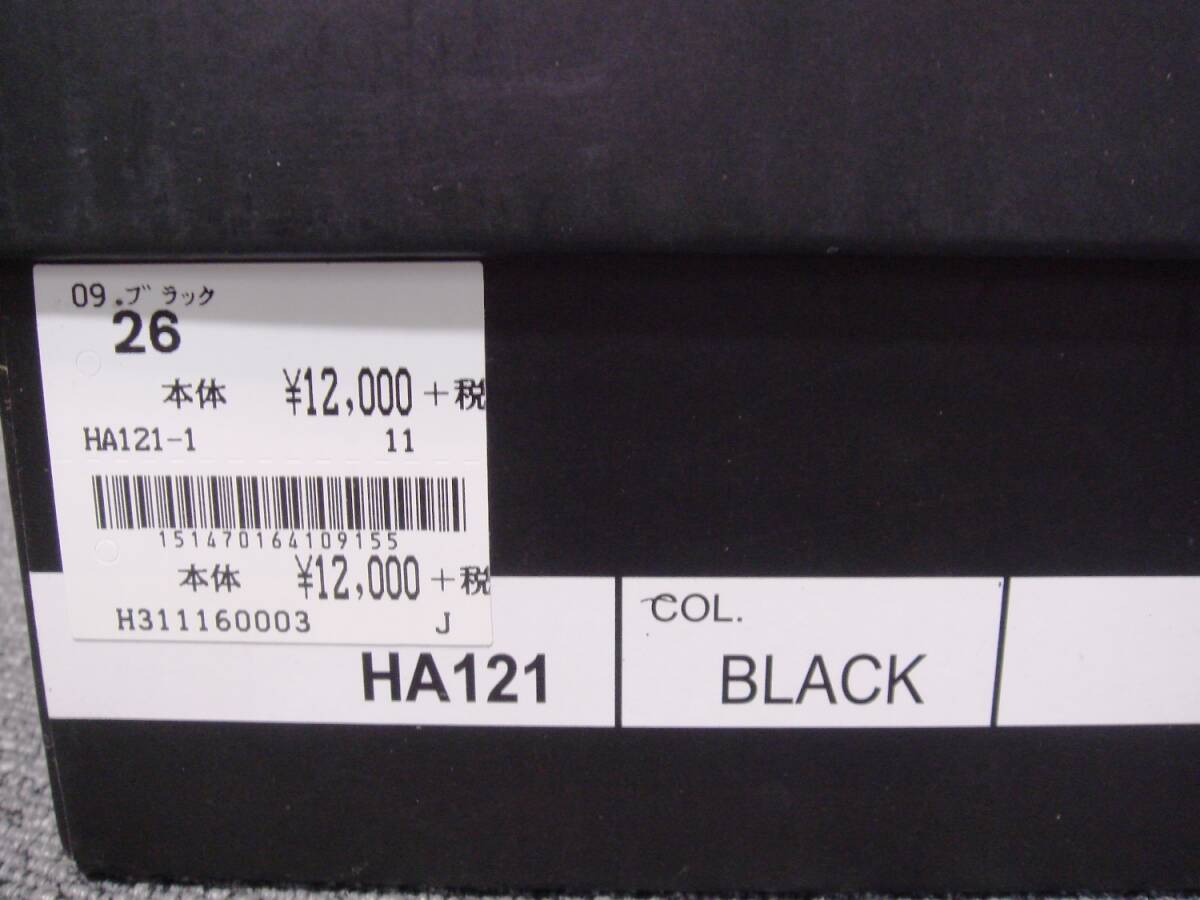 09.ブラック
26
本体 ¥12,000 +税
HA121-1 11
151470164109155
本体 ¥12,000 +税
H311160003 J
HA121
COL.
BLACK